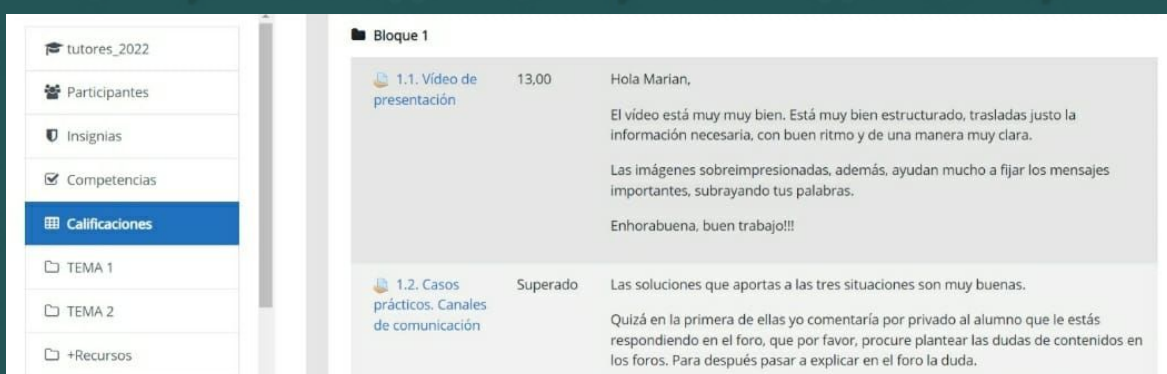 tutores_2022
Participantes
Insignias
Competencias
Calificaciones
TEMA 1
TEMA 2
+Recursos
Bloque 1
1.1. Vídeo de
presentación
13,00
Hola Marian,
El vídeo está muy muy bien. Está muy bien estructurado, trasladas justo la
información necesaria, con buen ritmo y de una manera muy clara.
Las imágenes sobreimpresionadas, además, ayudan mucho a fijar los mensajes
importantes, subrayando tus palabras.
Enhorabuena, buen trabajo!!!
1.2. Casos
prácticos. Canales
de comunicación
Superado
Las soluciones que aportas a las tres situaciones son muy buenas.
Quizá en la primera de ellas yo comentaría por privado al alumno que le estás
respondiendo en el foro, que por favor, procure plantear las dudas de contenidos en
los foros. Para después pasar a explicar en el foro la duda.